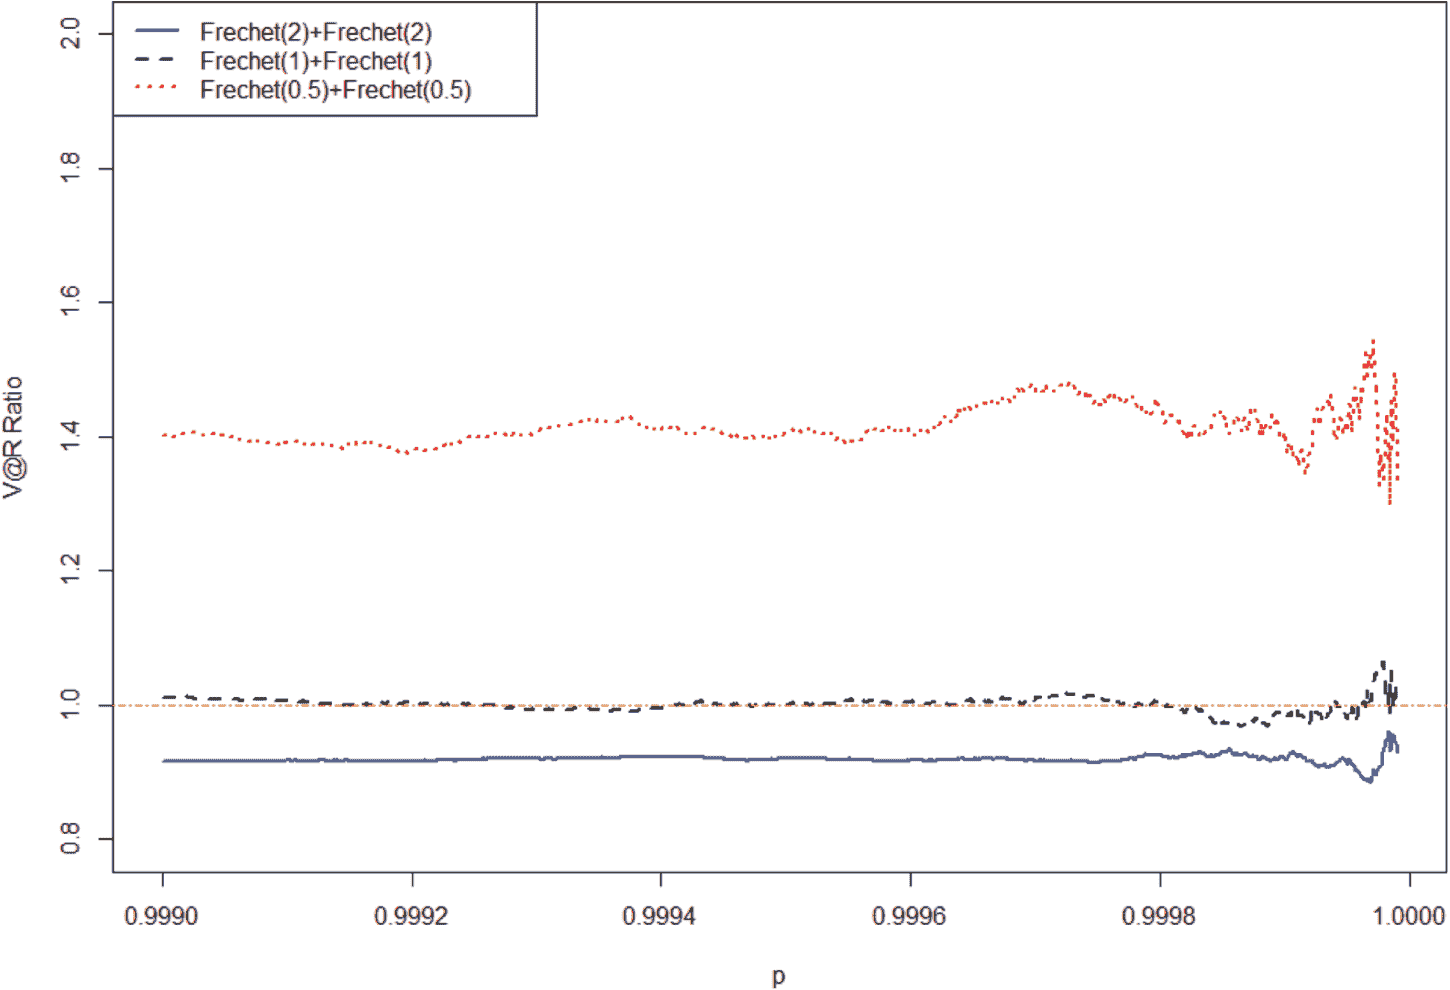 Frechet(2)+Frechet(2)
Frechet(1)+Frechet(1)
Frechet(0.5)+Frechet(0.5)
V@R Ratio
2.0
1.8
1.6
1.4
1.2
1.0
0.8
0.9990 0.9992 0.9994 0.9996 0.9998 1.0000
p